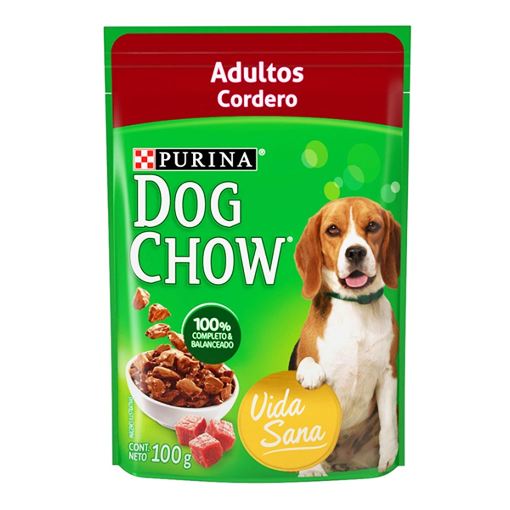 Adultos
Cordero
PURINA
DOG
CHOW®
100%
COMPLETO &
BALANCEADO
Vida
Sana
CONT.
NETO 100g